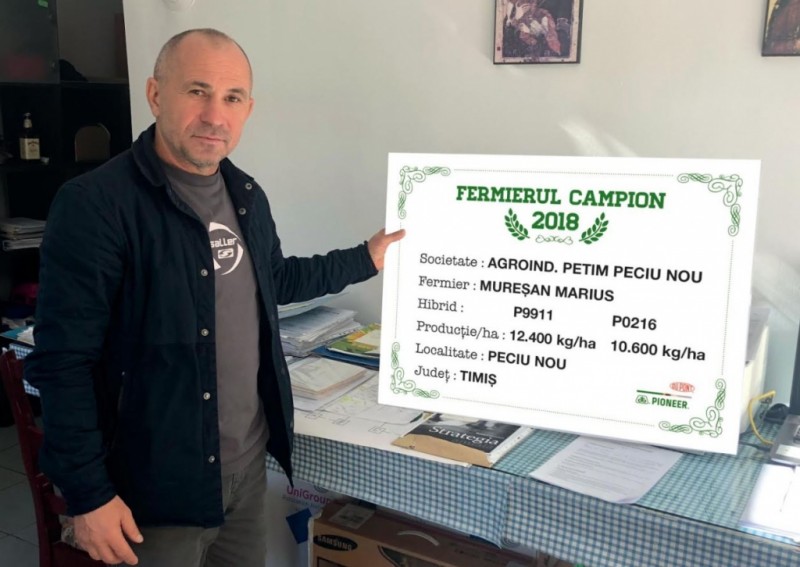 FERMIERUL CAMPION
2018
Societate : AGROIND. PETIM PECIU NOU
Fermier : MUREȘAN MARIUS
Hibrid : P9911 P0216
Producție/ha : 12.400 kg/ha 10.600 kg/ha
Localitate : PECIU NOU
Județ : TIMIȘ
PIONEER
Strategia
SAMSUNG